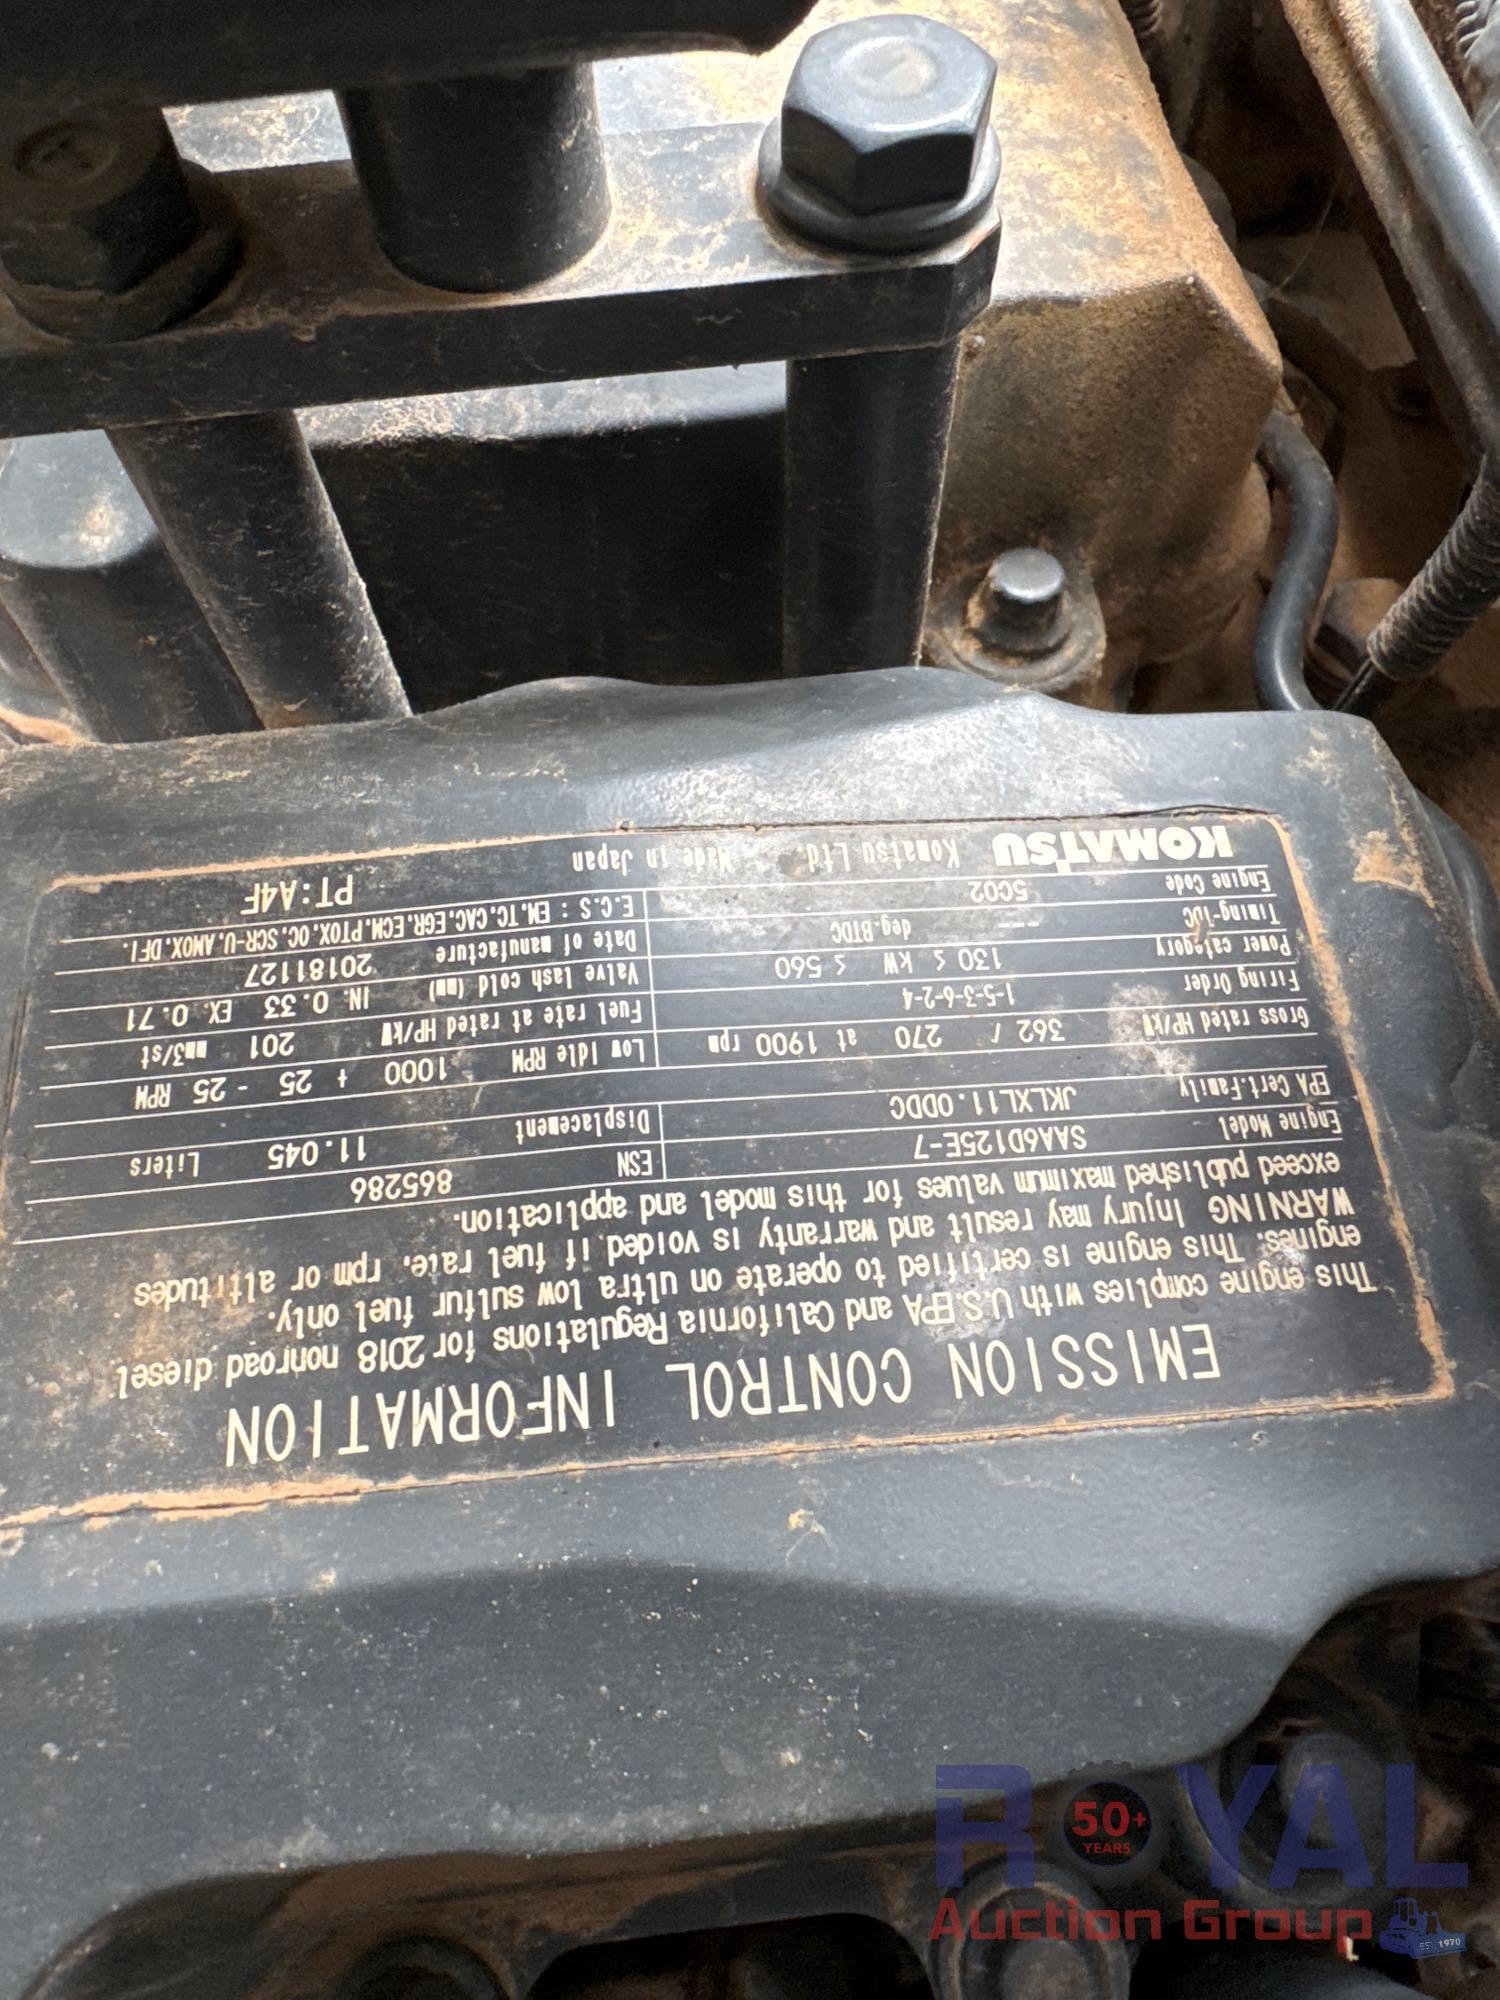 EMISSION CONTROL INFORMATION
This engine complies with U.S.EPA and California Regulations for 2018 nonroad diesel
engines. This engine is certified to operate on ultra low sulfur fuel only.
WARNING Injury may result and warranty is voided if fuel rate, rpm or altitudes
exceed published maximum values for this model and application.
Engine Model SAA6D125E-7 ESN 865286
EPA Cert.Family JKLXL11.0DDC Displacement 11.045 Liters
Gross rated HP/kW 362 / 270 at 1900 rpm Low Idle RPM 1000 + 25 - 25 RPM
Firing Order 1-5-3-6-2-4 Fuel rate at rated HP/kW 201 mm3/st
Power category 130 ≤ kW ≤ 560 Valve lash cold (mm) IN. 0.33 EX. 0.71
Timing-TDC --- deg.BTDC Date of manufacture 20181127
Engine Code 5C02 E.C.S : EM,TC,CAC,EGR,ECM,PTOX,OC,SCR-U,AMOX,DFI.
KOMATSU Komatsu Ltd. Made in Japan PT:A4F
ROYAL
50+
YEARS
Auction Group
EST. 1970